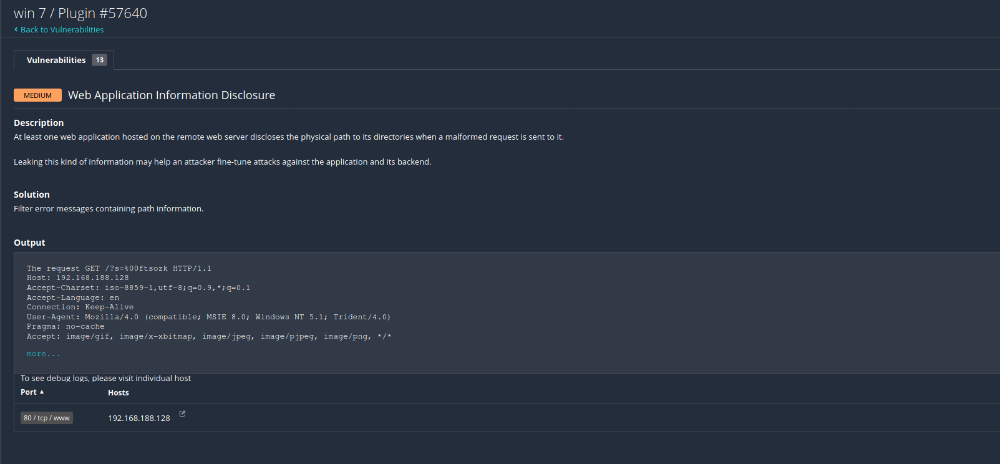 win 7 / Plugin #57640
‹ Back to Vulnerabilities
Vulnerabilities 13
MEDIUM Web Application Information Disclosure
Description
At least one web application hosted on the remote web server discloses the physical path to its directories when a malformed request is sent to it.
Leaking this kind of information may help an attacker fine-tune attacks against the application and its backend.
Solution
Filter error messages containing path information.
Output
The request GET /?s=%00ftsozk HTTP/1.1
Host: 192.168.188.128
Accept-Charset: iso-8859-1,utf-8;q=0.9,*;q=0.1
Accept-Language: en
Connection: Keep-Alive
User-Agent: Mozilla/4.0 (compatible; MSIE 8.0; Windows NT 5.1; Trident/4.0)
Pragma: no-cache
Accept: image/gif, image/x-xbitmap, image/jpeg, image/pjpeg, image/png, */*
more...
To see debug logs, please visit individual host
Port ▲ Hosts
80 / tcp / www 192.168.188.128